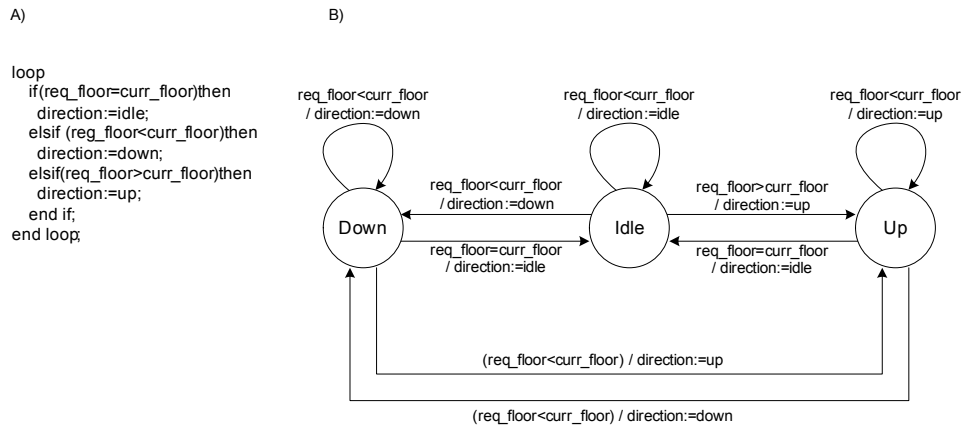 A)
B)
loop
if(req_floor=curr_floor)then
direction:=idle;
elsif (reg_floor<curr_floor)then
direction:=down;
elsif(req_floor>curr_floor)then
direction:=up;
end if;
end loop;
req_floor<curr_floor
/ direction:=down
req_floor<curr_floor
/ direction:=idle
req_floor<curr_floor
/ direction:=up
req_floor<curr_floor
/ direction:=down
req_floor>curr_floor
/ direction:=up
Down
Idle
Up
req_floor=curr_floor
/ direction:=idle
req_floor=curr_floor
/ direction:=idle
(req_floor<curr_floor) / direction:=up
(req_floor<curr_floor) / direction:=down